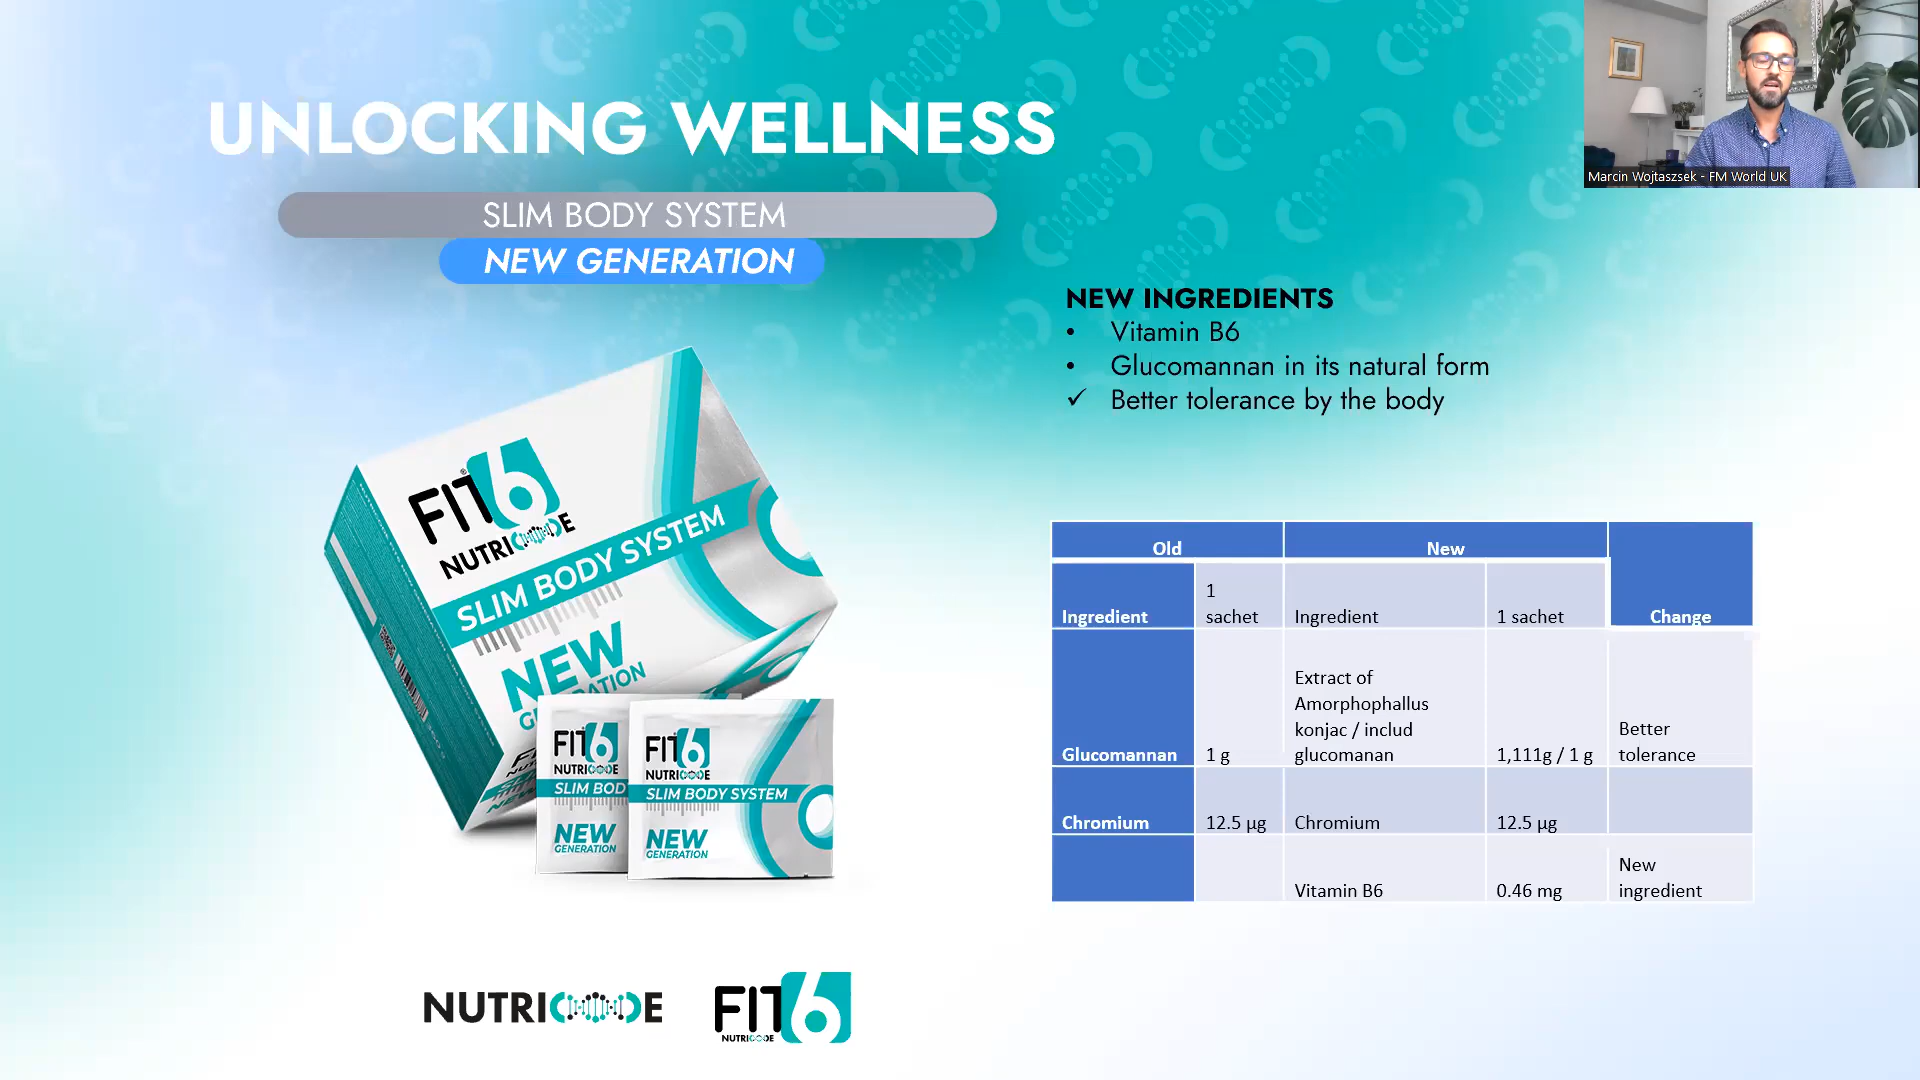 UNLOCKING WELLNESS
SLIM BODY SYSTEM
NEW GENERATION
Marcin Wojtaszsek - FM World UK
NEW INGREDIENTS
• Vitamin B6
• Glucomannan in its natural form
✓ Better tolerance by the body
FIT6®
NUTRICODE
SLIM BODY SYSTEM
NEW
FIT6
NUTRICODE
SLIM BOD
NEW
GENERATION
FIT6
NUTRICODE
SLIM BODY SYSTEM
NEW
GENERATION
Old New
Change
Ingredient 1 sachet Ingredient 1 sachet
Glucomannan 1 g Extract of Amorphophallus konjac / includ glucomanan 1,111g / 1 g Better tolerance
Chromium 12.5 µg Chromium 12.5 µg
Vitamin B6 0.46 mg New ingredient
NUTRICODE
FIT6
NUTRICODE